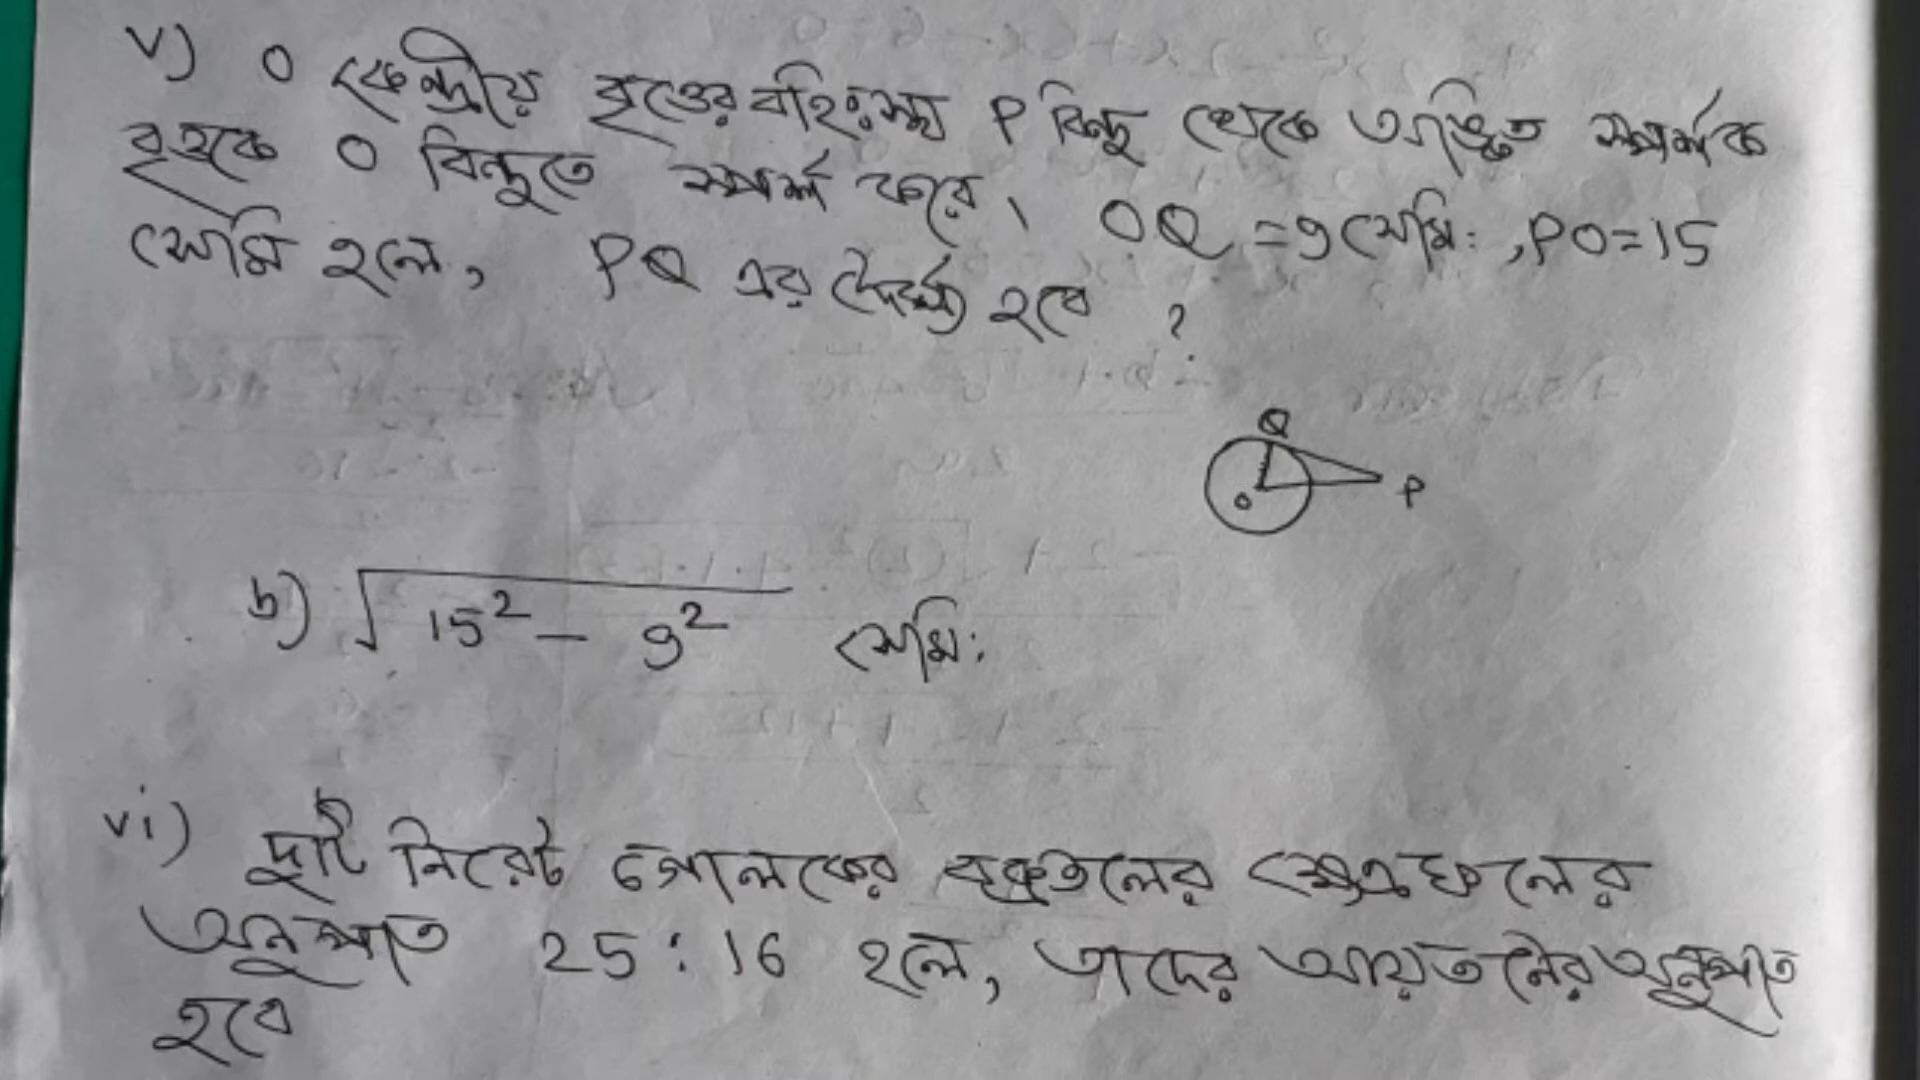 v) O কেন্দ্রীয় বৃত্তের বহিঃস্থ P বিন্দু থেকে অঙ্কিত স্পর্শক
বৃত্তকে O বিন্দুতে স্পর্শ করে। OQ = 9 সেমি: , PO = 15
সেমি হলে, PQ এর দৈর্ঘ্য হবে ?
Q
O
P
b) √15² - 9² সেমি:
vi) দুটি নিরেট গোলকের বক্রতলের ক্ষেত্রফলের
অনুপাত 25 : 16 হলে, তাদের আয়তনের অনুপাত
হবে